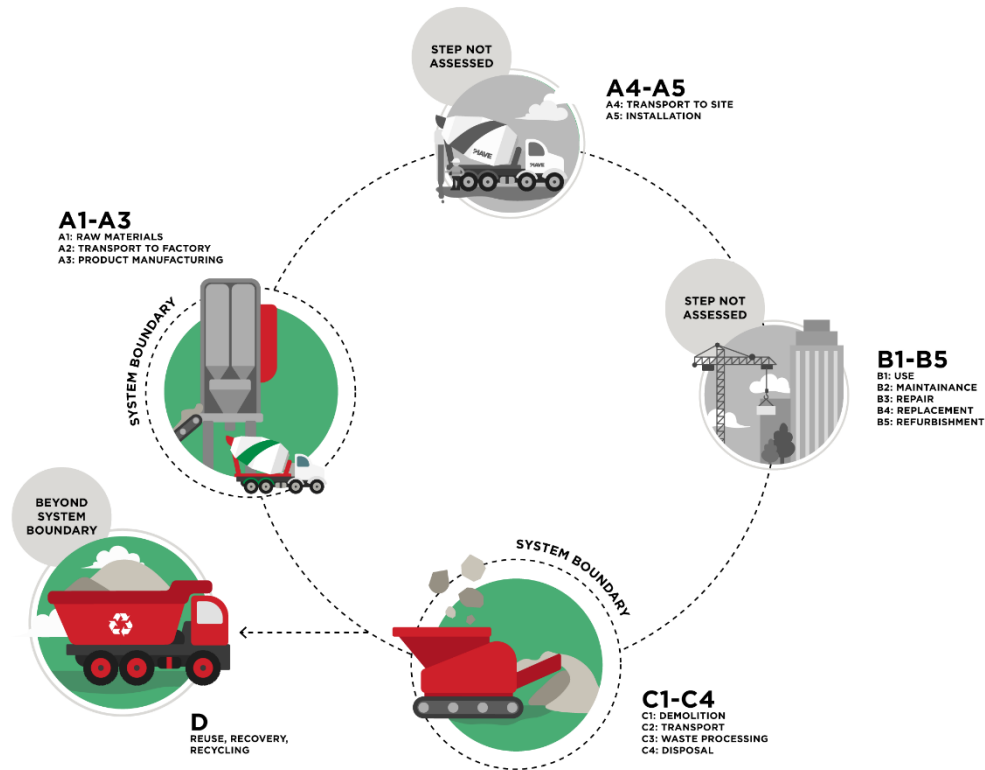 STEP NOT
ASSESSED
A4-A5
A4: TRANSPORT TO SITE
A5: INSTALLATION
A1-A3
A1: RAW MATERIALS
A2: TRANSPORT TO FACTORY
A3: PRODUCT MANUFACTURING
SYSTEM BOUNDARY
STEP NOT
ASSESSED
B1-B5
B1: USE
B2: MAINTAINANCE
B3: REPAIR
B4: REPLACEMENT
B5: REFURBISHMENT
BEYOND
SYSTEM
BOUNDARY
SYSTEM BOUNDARY
D
REUSE, RECOVERY,
RECYCLING
C1-C4
C1: DEMOLITION
C2: TRANSPORT
C3: WASTE PROCESSING
C4: DISPOSAL